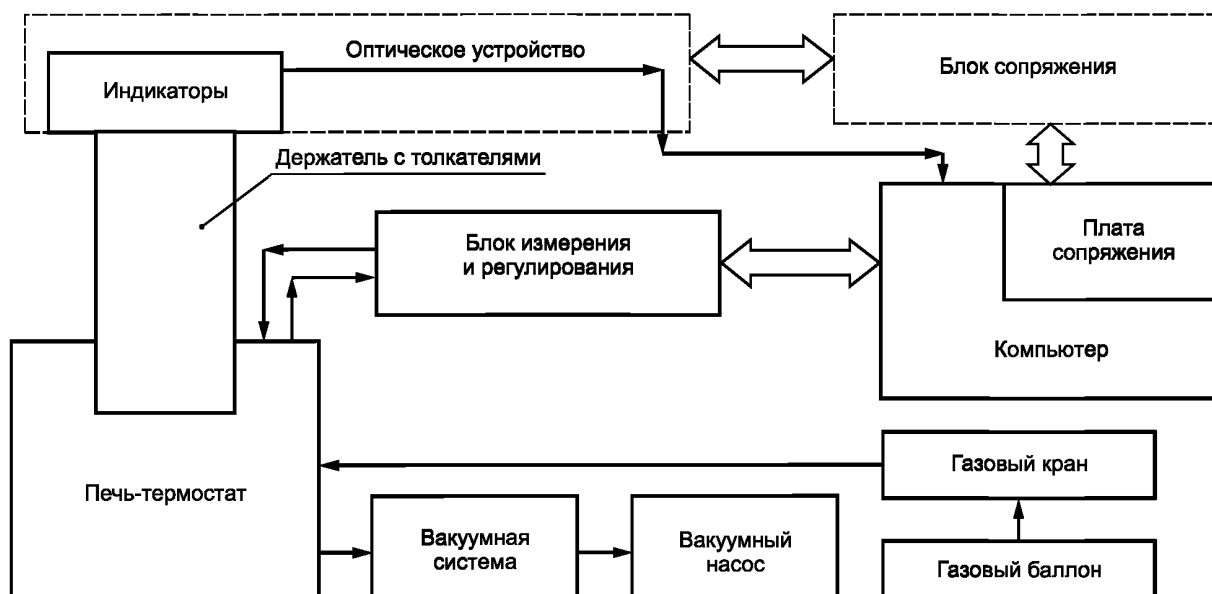 Оптическое устройство
Блок сопряжения
Индикаторы
Держатель с толкателями
Блок измерения
и регулирования
Плата
сопряжения
Компьютер
Газовый кран
Печь-термостат
Вакуумная
система
Вакуумный
насос
Газовый баллон